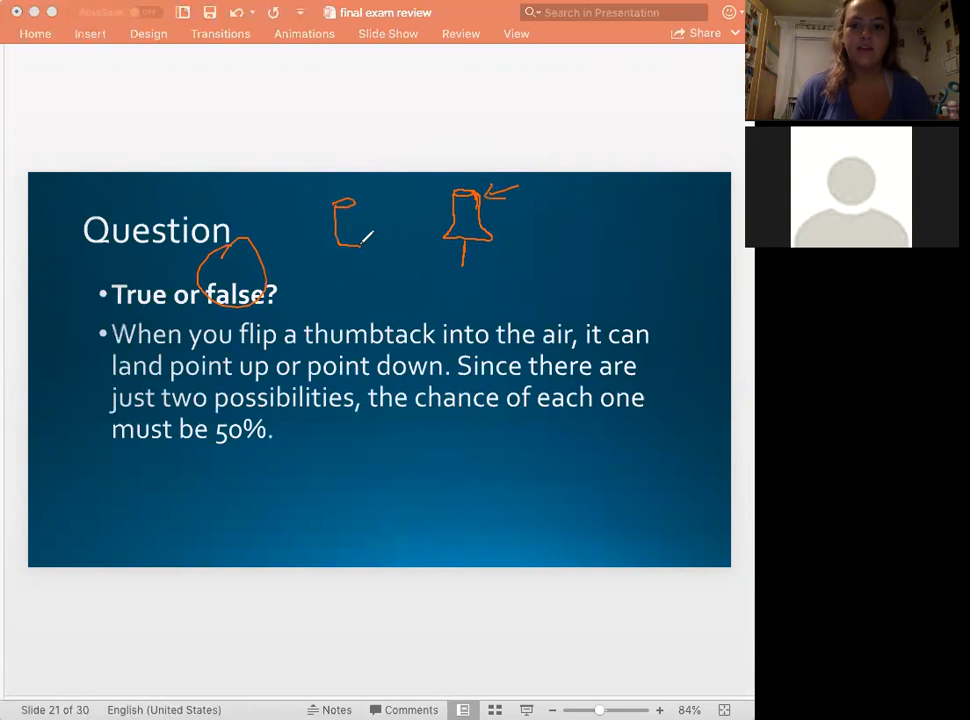 AutoSave OFF
final exam review
Search in Presentation
Home Insert Design Transitions Animations Slide Show Review View
Share
Question
• True or false?
• When you flip a thumbtack into the air, it can
land point up or point down. Since there are
just two possibilities, the chance of each one
must be 50%.
Slide 21 of 30 English (United States) Notes Comments 84%